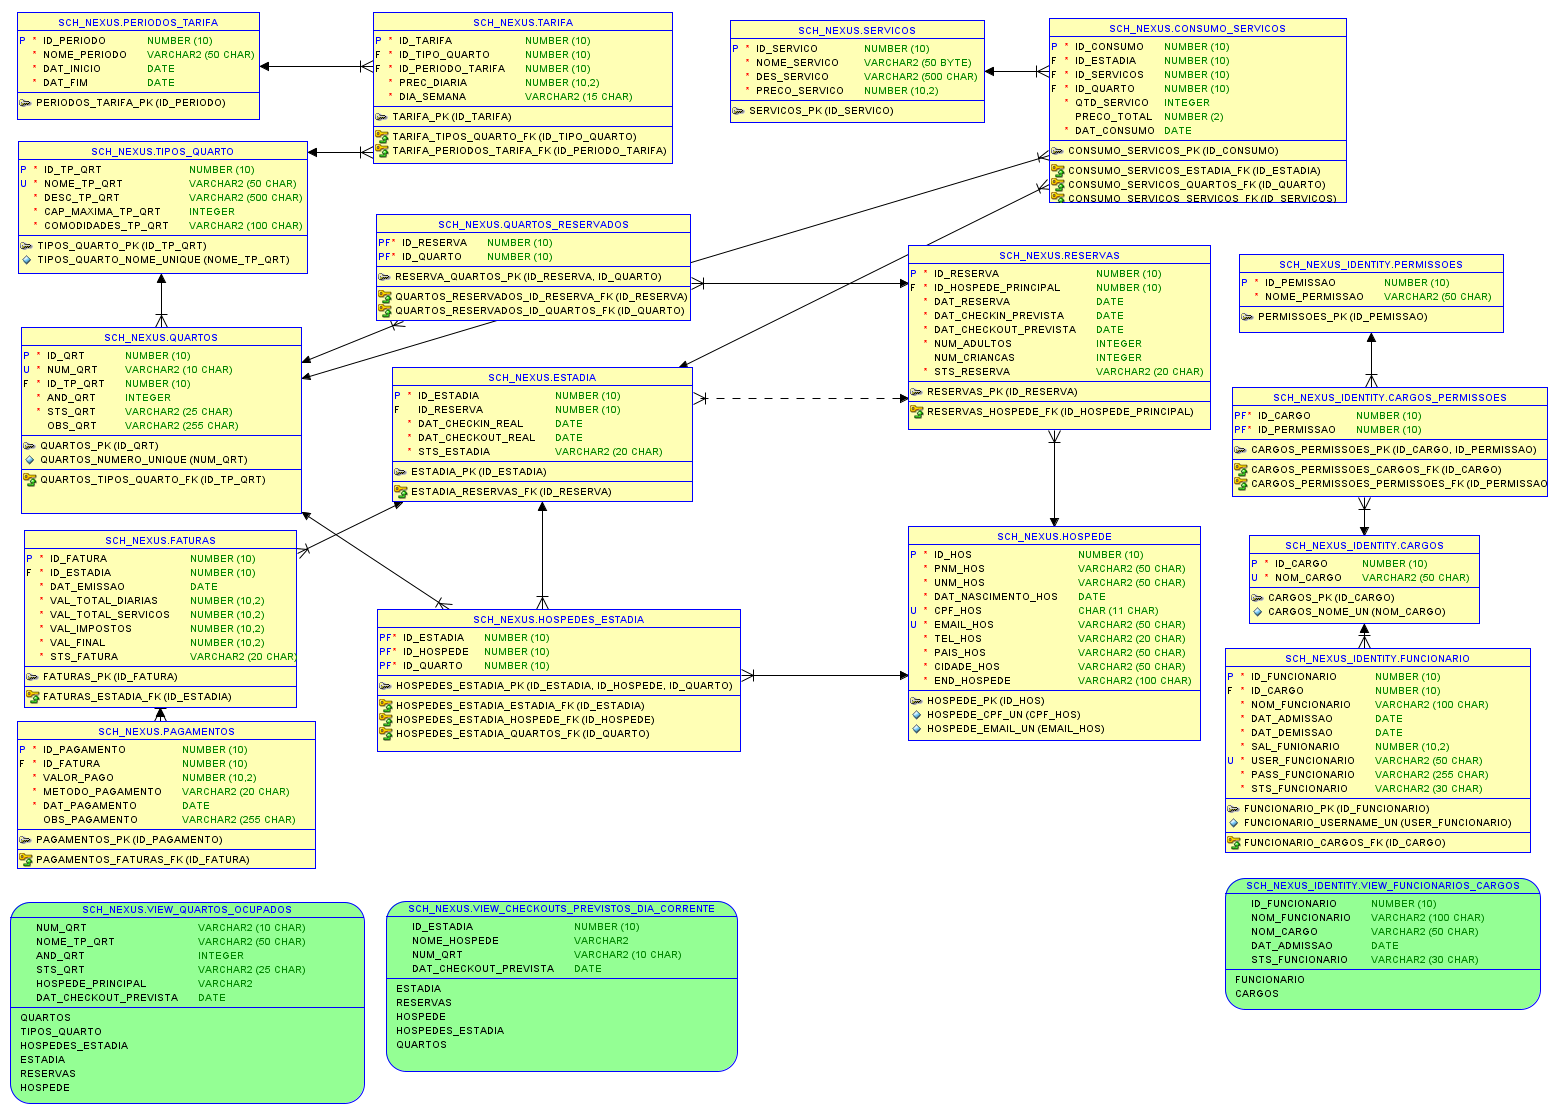 SCH_NEXUS.PERIODOS_TARIFA
P * ID_PERIODO NUMBER (10)
* NOME_PERIODO VARCHAR2 (50 CHAR)
* DAT_INICIO DATE
* DAT_FIM DATE
PERIODOS_TARIFA_PK (ID_PERIODO)
SCH_NEXUS.TARIFA
P * ID_TARIFA NUMBER (10)
F * ID_TIPO_QUARTO NUMBER (10)
F * ID_PERIODO_TARIFA NUMBER (10)
* PREC_DIARIA NUMBER (10,2)
* DIA_SEMANA VARCHAR2 (15 CHAR)
TARIFA_PK (ID_TARIFA)
TARIFA_TIPOS_QUARTO_FK (ID_TIPO_QUARTO)
TARIFA_PERIODOS_TARIFA_FK (ID_PERIODO_TARIFA)
SCH_NEXUS.SERVICOS
P * ID_SERVICO NUMBER (10)
* NOME_SERVICO VARCHAR2 (50 BYTE)
* DES_SERVICO VARCHAR2 (500 CHAR)
* PRECO_SERVICO NUMBER (10,2)
SERVICOS_PK (ID_SERVICO)
SCH_NEXUS.CONSUMO_SERVICOS
P * ID_CONSUMO NUMBER (10)
F * ID_ESTADIA NUMBER (10)
F * ID_SERVICOS NUMBER (10)
F * ID_QUARTO NUMBER (10)
* QTD_SERVICO INTEGER
PRECO_TOTAL NUMBER (2)
* DAT_CONSUMO DATE
CONSUMO_SERVICOS_PK (ID_CONSUMO)
CONSUMO_SERVICOS_ESTADIA_FK (ID_ESTADIA)
CONSUMO_SERVICOS_QUARTOS_FK (ID_QUARTO)
CONSUMO_SERVICOS_SERVICOS_FK (ID_SERVICOS)
SCH_NEXUS.TIPOS_QUARTO
P * ID_TP_QRT NUMBER (10)
U * NOME_TP_QRT VARCHAR2 (50 CHAR)
* DESC_TP_QRT VARCHAR2 (500 CHAR)
* CAP_MAXIMA_TP_QRT INTEGER
* COMODIDADES_TP_QRT VARCHAR2 (100 CHAR)
TIPOS_QUARTO_PK (ID_TP_QRT)
TIPOS_QUARTO_NOME_UNIQUE (NOME_TP_QRT)
SCH_NEXUS.QUARTOS_RESERVADOS
PF* ID_RESERVA NUMBER (10)
PF* ID_QUARTO NUMBER (10)
RESERVA_QUARTOS_PK (ID_RESERVA, ID_QUARTO)
QUARTOS_RESERVADOS_ID_RESERVA_FK (ID_RESERVA)
QUARTOS_RESERVADOS_ID_QUARTOS_FK (ID_QUARTO)
SCH_NEXUS.RESERVAS
P * ID_RESERVA NUMBER (10)
F * ID_HOSPEDE_PRINCIPAL NUMBER (10)
* DAT_RESERVA DATE
* DAT_CHECKIN_PREVISTA DATE
* DAT_CHECKOUT_PREVISTA DATE
* NUM_ADULTOS INTEGER
NUM_CRIANCAS INTEGER
* STS_RESERVA VARCHAR2 (20 CHAR)
RESERVAS_PK (ID_RESERVA)
RESERVAS_HOSPEDE_FK (ID_HOSPEDE_PRINCIPAL)
SCH_NEXUS_IDENTITY.PERMISSOES
P * ID_PEMISSAO NUMBER (10)
* NOME_PERMISSAO VARCHAR2 (50 CHAR)
PERMISSOES_PK (ID_PEMISSAO)
SCH_NEXUS.QUARTOS
P * ID_QRT NUMBER (10)
U * NUM_QRT VARCHAR2 (10 CHAR)
F * ID_TP_QRT NUMBER (10)
* AND_QRT INTEGER
* STS_QRT VARCHAR2 (25 CHAR)
OBS_QRT VARCHAR2 (255 CHAR)
QUARTOS_PK (ID_QRT)
QUARTOS_NUMERO_UNIQUE (NUM_QRT)
QUARTOS_TIPOS_QUARTO_FK (ID_TP_QRT)
SCH_NEXUS.ESTADIA
P * ID_ESTADIA NUMBER (10)
F ID_RESERVA NUMBER (10)
* DAT_CHECKIN_REAL DATE
* DAT_CHECKOUT_REAL DATE
* STS_ESTADIA VARCHAR2 (20 CHAR)
ESTADIA_PK (ID_ESTADIA)
ESTADIA_RESERVAS_FK (ID_RESERVA)
SCH_NEXUS_IDENTITY.CARGOS_PERMISSOES
PF* ID_CARGO NUMBER (10)
PF* ID_PERMISSAO NUMBER (10)
CARGOS_PERMISSOES_PK (ID_CARGO, ID_PERMISSAO)
CARGOS_PERMISSOES_CARGOS_FK (ID_CARGO)
CARGOS_PERMISSOES_PERMISSOES_FK (ID_PERMISSAO
SCH_NEXUS.FATURAS
P * ID_FATURA NUMBER (10)
F * ID_ESTADIA NUMBER (10)
* DAT_EMISSAO DATE
* VAL_TOTAL_DIARIAS NUMBER (10,2)
* VAL_TOTAL_SERVICOS NUMBER (10,2)
* VAL_IMPOSTOS NUMBER (10,2)
* VAL_FINAL NUMBER (10,2)
* STS_FATURA VARCHAR2 (20 CHAR)
FATURAS_PK (ID_FATURA)
FATURAS_ESTADIA_FK (ID_ESTADIA)
SCH_NEXUS.HOSPEDE
P * ID_HOS NUMBER (10)
* PNM_HOS VARCHAR2 (50 CHAR)
* UNM_HOS VARCHAR2 (50 CHAR)
* DAT_NASCIMENTO_HOS DATE
U * CPF_HOS CHAR (11 CHAR)
U * EMAIL_HOS VARCHAR2 (50 CHAR)
* TEL_HOS VARCHAR2 (20 CHAR)
* PAIS_HOS VARCHAR2 (50 CHAR)
* CIDADE_HOS VARCHAR2 (50 CHAR)
* END_HOSPEDE VARCHAR2 (100 CHAR)
HOSPEDE_PK (ID_HOS)
HOSPEDE_CPF_UN (CPF_HOS)
HOSPEDE_EMAIL_UN (EMAIL_HOS)
SCH_NEXUS_IDENTITY.CARGOS
P * ID_CARGO NUMBER (10)
U * NOM_CARGO VARCHAR2 (50 CHAR)
CARGOS_PK (ID_CARGO)
CARGOS_NOME_UN (NOM_CARGO)
SCH_NEXUS.HOSPEDES_ESTADIA
PF* ID_ESTADIA NUMBER (10)
PF* ID_HOSPEDE NUMBER (10)
PF* ID_QUARTO NUMBER (10)
HOSPEDES_ESTADIA_PK (ID_ESTADIA, ID_HOSPEDE, ID_QUARTO)
HOSPEDES_ESTADIA_ESTADIA_FK (ID_ESTADIA)
HOSPEDES_ESTADIA_HOSPEDE_FK (ID_HOSPEDE)
HOSPEDES_ESTADIA_QUARTOS_FK (ID_QUARTO)
SCH_NEXUS_IDENTITY.FUNCIONARIO
P * ID_FUNCIONARIO NUMBER (10)
F * ID_CARGO NUMBER (10)
* NOM_FUNCIONARIO VARCHAR2 (100 CHAR)
* DAT_ADMISSAO DATE
* DAT_DEMISSAO DATE
* SAL_FUNIONARIO NUMBER (10,2)
U * USER_FUNCIONARIO VARCHAR2 (50 CHAR)
* PASS_FUNCIONARIO VARCHAR2 (255 CHAR)
* STS_FUNCIONARIO VARCHAR2 (30 CHAR)
FUNCIONARIO_PK (ID_FUNCIONARIO)
FUNCIONARIO_USERNAME_UN (USER_FUNCIONARIO)
FUNCIONARIO_CARGOS_FK (ID_CARGO)
SCH_NEXUS.PAGAMENTOS
P * ID_PAGAMENTO NUMBER (10)
F * ID_FATURA NUMBER (10)
* VALOR_PAGO NUMBER (10,2)
* METODO_PAGAMENTO VARCHAR2 (20 CHAR)
* DAT_PAGAMENTO DATE
OBS_PAGAMENTO VARCHAR2 (255 CHAR)
PAGAMENTOS_PK (ID_PAGAMENTO)
PAGAMENTOS_FATURAS_FK (ID_FATURA)
SCH_NEXUS.VIEW_QUARTOS_OCUPADOS
NUM_QRT VARCHAR2 (10 CHAR)
NOME_TP_QRT VARCHAR2 (50 CHAR)
AND_QRT INTEGER
STS_QRT VARCHAR2 (25 CHAR)
HOSPEDE_PRINCIPAL VARCHAR2
DAT_CHECKOUT_PREVISTA DATE
QUARTOS
TIPOS_QUARTO
HOSPEDES_ESTADIA
ESTADIA
RESERVAS
HOSPEDE
SCH_NEXUS.VIEW_CHECKOUTS_PREVISTOS_DIA_CORRENTE
ID_ESTADIA NUMBER (10)
NOME_HOSPEDE VARCHAR2
NUM_QRT VARCHAR2 (10 CHAR)
DAT_CHECKOUT_PREVISTA DATE
ESTADIA
RESERVAS
HOSPEDE
HOSPEDES_ESTADIA
QUARTOS
SCH_NEXUS_IDENTITY.VIEW_FUNCIONARIOS_CARGOS
ID_FUNCIONARIO NUMBER (10)
NOM_FUNCIONARIO VARCHAR2 (100 CHAR)
NOM_CARGO VARCHAR2 (50 CHAR)
DAT_ADMISSAO DATE
STS_FUNCIONARIO VARCHAR2 (30 CHAR)
FUNCIONARIO
CARGOS